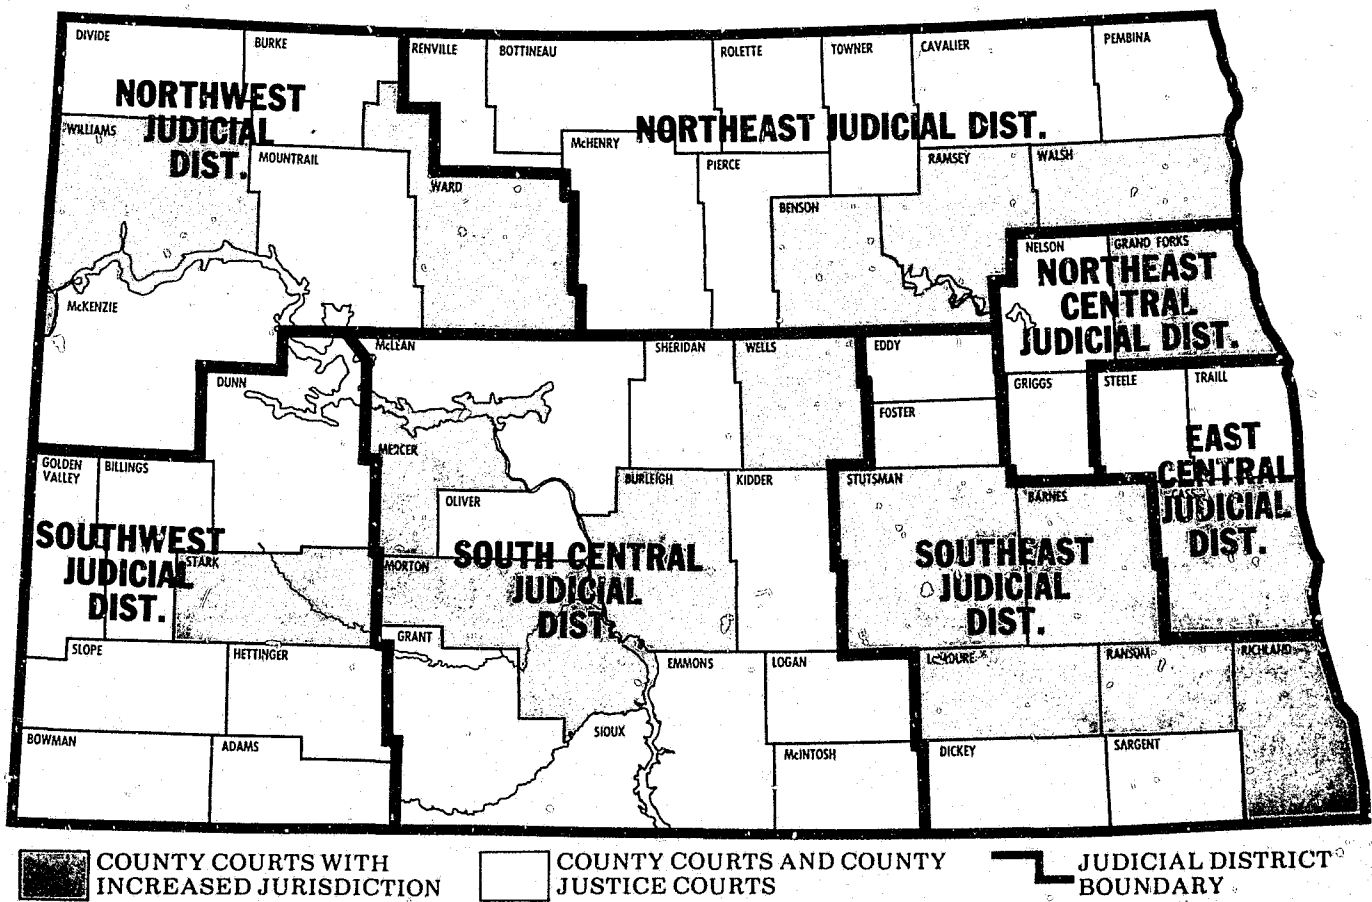 DIVIDE
BURKE
RENVILLE
BOTTINEAU
ROLETTE
TOWNER
CAVALIER
PEMBINA
NORTHWEST
JUDICIAL
DIST.
WILLIAMS
MOUNTRAIL
WARD
McHENRY
NORTHEAST JUDICIAL DIST.
PIERCE
RAMSEY
WALSH
BENSON
NELSON
GRAND FORKS
NORTHEAST
CENTRAL
JUDICIAL DIST.
McKENZIE
DUNN
McLEAN
SHERIDAN
WELLS
EDDY
FOSTER
GRIGGS
STEELE
TRAILL
EAST
CENTRAL
CASS
JUDICIAL
DIST.
GOLDEN
VALLEY
BILLINGS
MERCER
OLIVER
BURLEIGH
KIDDER
STUTSMAN
BARNES
SOUTHWEST
JUDICIAL
DIST.
STARK
MORTON
SOUTH CENTRAL
JUDICIAL
DIST.
SOUTHEAST
JUDICIAL
DIST.
SLOPE
HETTINGER
GRANT
EMMONS
LOGAN
LaMOURE
RANSOM
RICHLAND
BOWMAN
ADAMS
SIOUX
McINTOSH
DICKEY
SARGENT
COUNTY COURTS WITH
INCREASED JURISDICTION
COUNTY COURTS AND COUNTY
JUSTICE COURTS
JUDICIAL DISTRICT
BOUNDARY